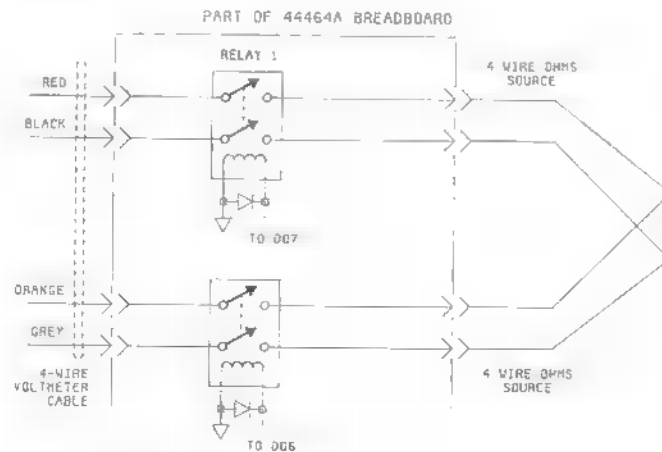 PART OF 44464A BREADBOARD
RELAY 1
4 WIRE OHMS
SOURCE
RED
BLACK
TO DO7
ORANGE
GREY
4-WIRE
VOLTMETER
CABLE
4 WIRE OHMS
SOURCE
TO DO6